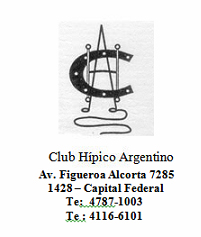 Club Hípico Argentino
Av. Figueroa Alcorta 7285
1428 – Capital Federal
Te: 4787-1003
Te : 4116-6101